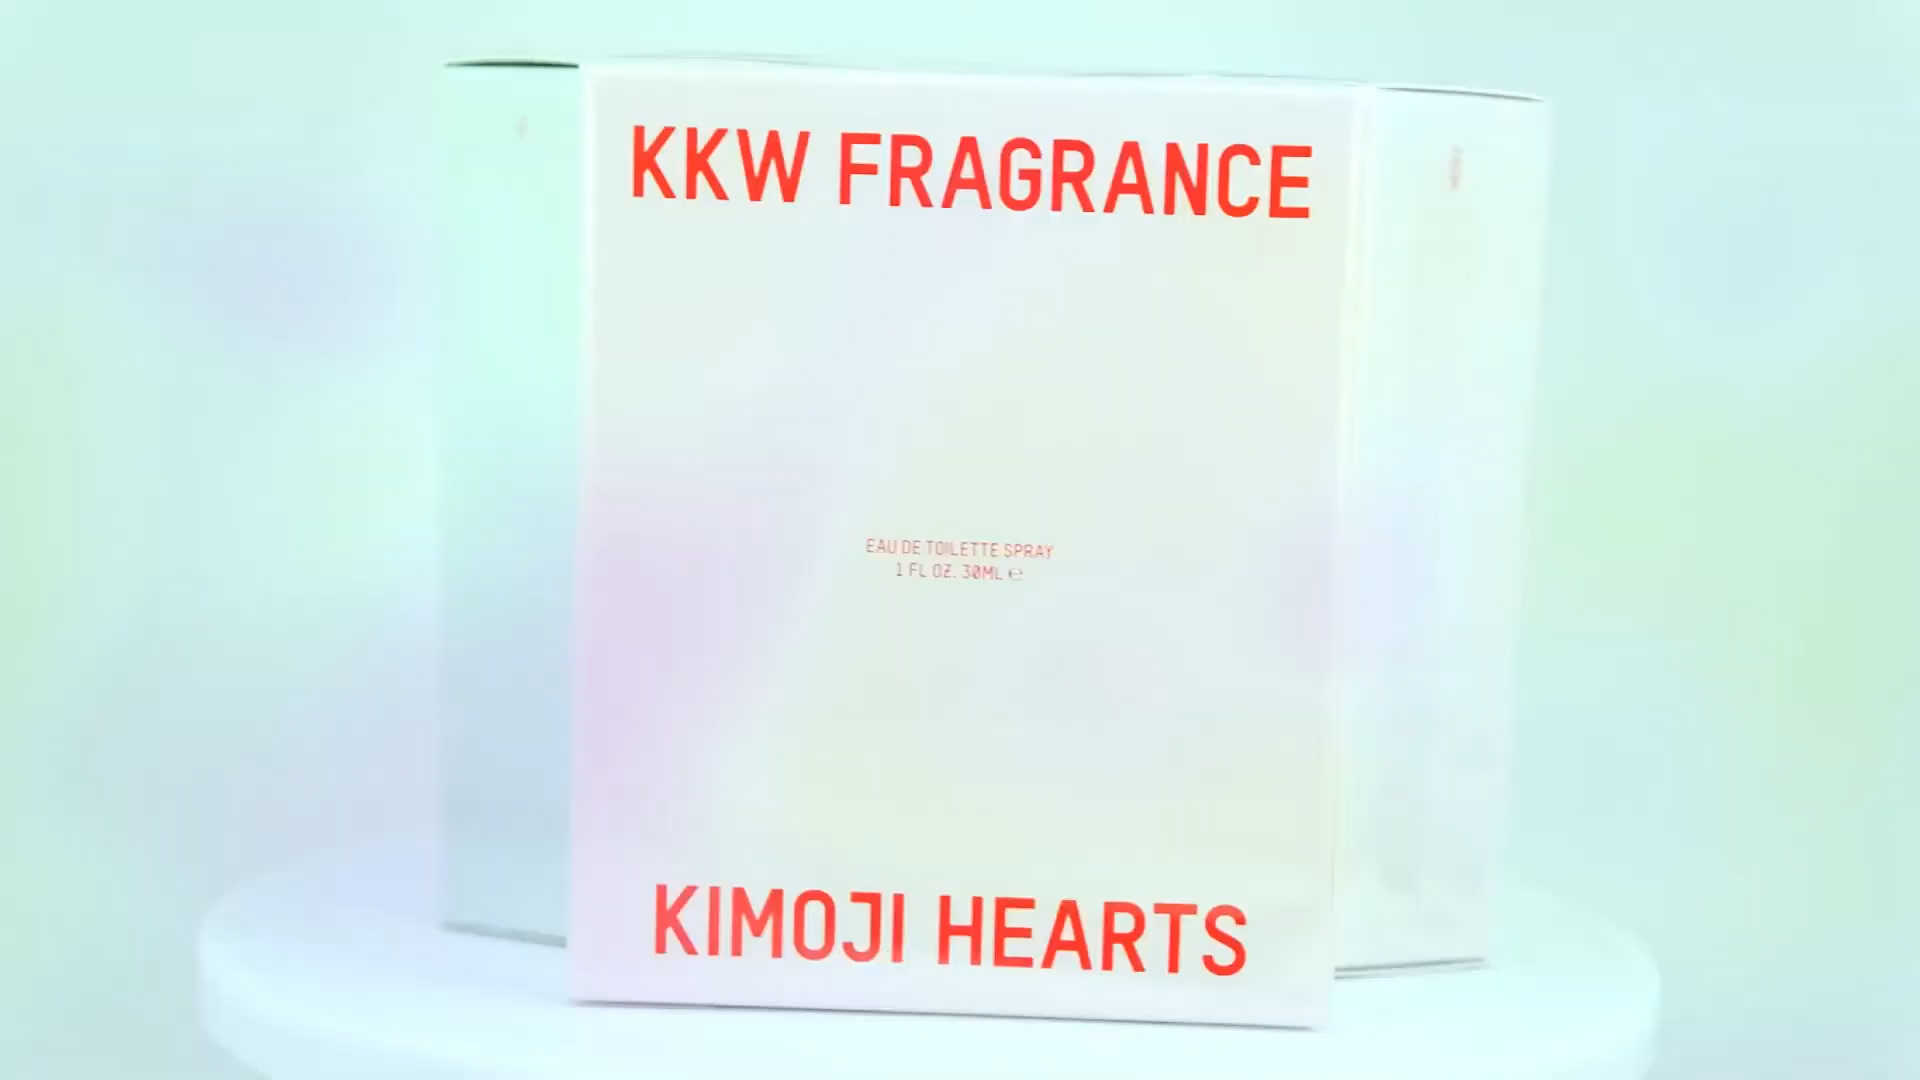 KKW FRAGRANCE
EAU DE TOILETTE SPRAY
1 FL OZ. 30ML ℮
KIMOJI HEARTS